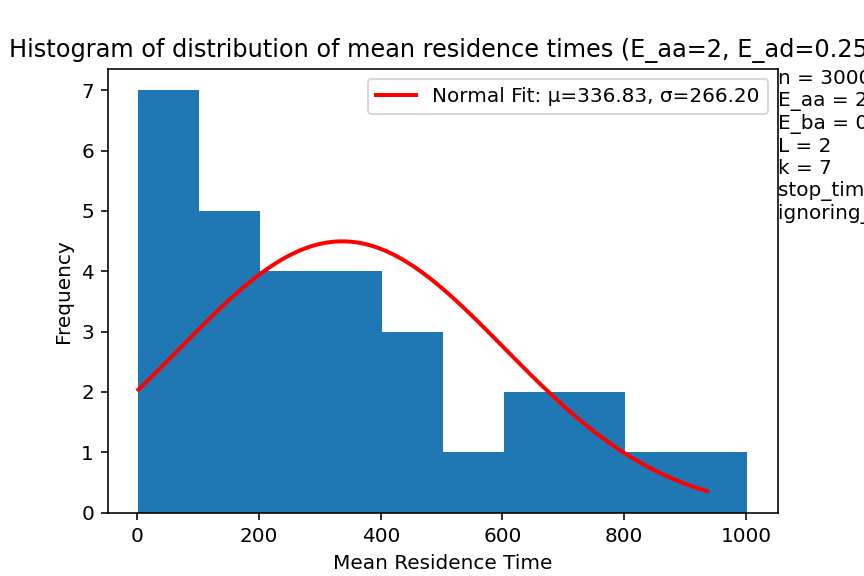 Histogram of distribution of mean residence times (E_aa=2, E_ad=0.25
n = 3000
E_aa = 2
E_ba = 0
L = 2
k = 7
stop_tim
ignoring_
Normal Fit: μ=336.83, σ=266.20
7
6
5
4
3
2
1
0
Frequency
0 200 400 600 800 1000
Mean Residence Time